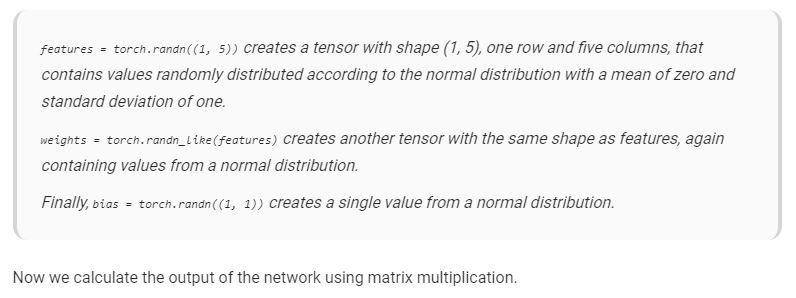 features = torch.randn((1, 5)) creates a tensor with shape (1, 5), one row and five columns, that
contains values randomly distributed according to the normal distribution with a mean of zero and
standard deviation of one.
weights = torch.randn_like(features) creates another tensor with the same shape as features, again
containing values from a normal distribution.
Finally, bias = torch.randn((1, 1)) creates a single value from a normal distribution.
Now we calculate the output of the network using matrix multiplication.